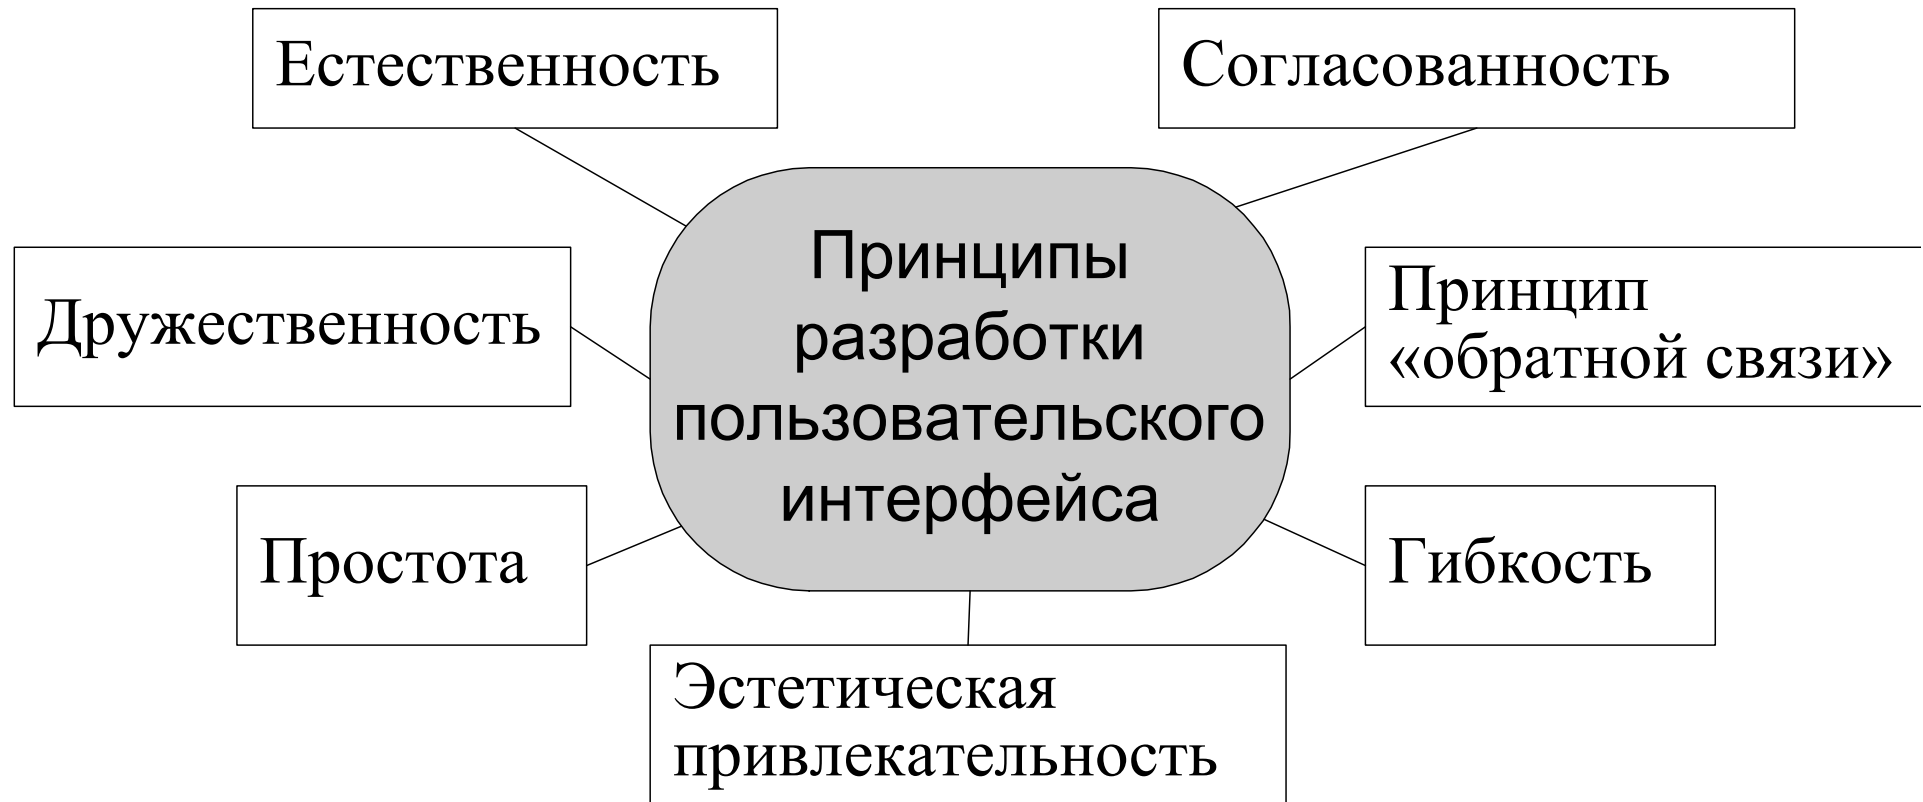 Естественность
Согласованность
Принципы
разработки
пользовательского
интерфейса
Дружественность
Принцип
«обратной связи»
Простота
Гибкость
Эстетическая
привлекательность